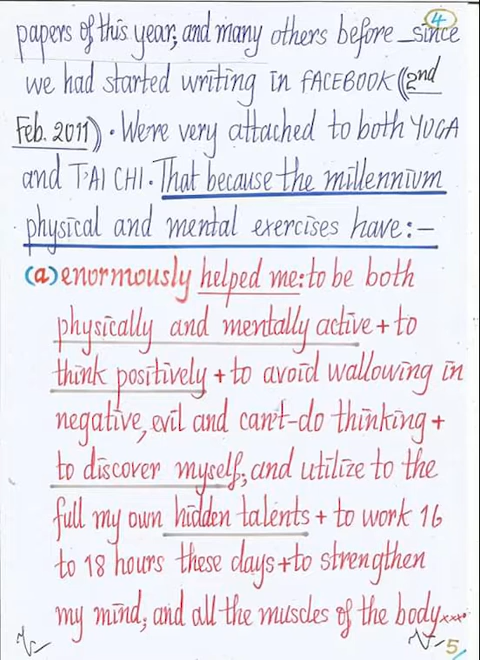 4
papers of this year; and many others before _since
we had started writing in FACEBOOK ((2nd
Feb. 2011)). We're very attached to both YOGA
and T'AI CHI. That because the millennium
physical and mental exercises have:-
(a) enormously helped me: to be both
physically and mentally active + to
think positively + to avoid wallowing in
negative, evil and can't-do thinking +
to discover myself; and utilize to the
full my own hidden talents + to work 16
to 18 hours these days + to strengthen
my mind; and all the muscles of the body xxx.
5